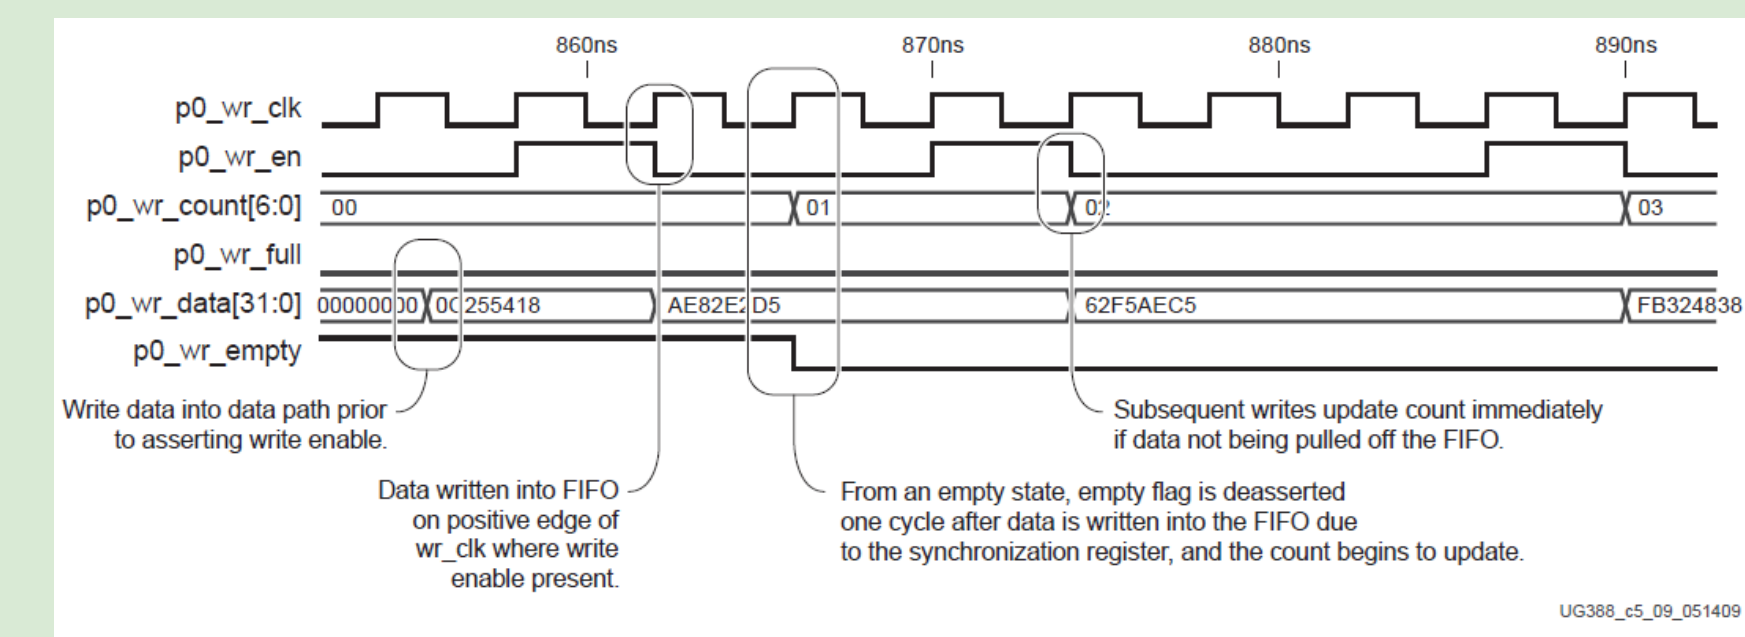 860ns 870ns 880ns 890ns
p0_wr_clk
p0_wr_en
p0_wr_count[6:0] 00 01 02 03
p0_wr_full
p0_wr_data[31:0] 00000000 0C255418 AE82E2D5 62F5AEC5 FB324838
p0_wr_empty
Write data into data path prior
to asserting write enable.
Subsequent writes update count immediately
if data not being pulled off the FIFO.
Data written into FIFO
on positive edge of
wr_clk where write
enable present.
From an empty state, empty flag is deasserted
one cycle after data is written into the FIFO due
to the synchronization register, and the count begins to update.
UG388_c5_09_051409